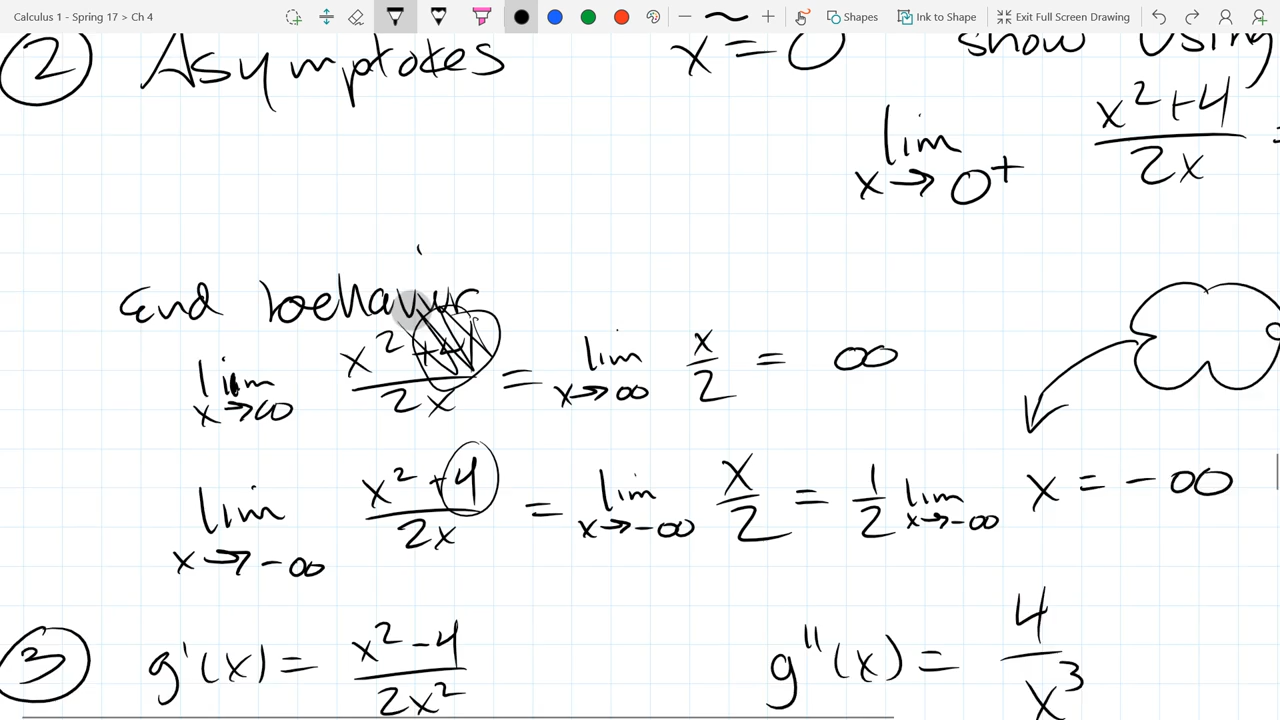 Calculus 1 - Spring 17 > Ch 4 Shapes Ink to Shape Exit Full Screen Drawing
② Asymptotes x = 0 show using
lim x→0⁺ (x²+4)/(2x) =
End behavior
lim x→∞ (x²+4)/(2x) = lim x→∞ x/2 = ∞
lim x→-∞ (x²+4)/(2x) = lim x→-∞ x/2 = 1/2 lim x→-∞ x = -∞
③ g'(x) = (x²-4)/(2x²) g''(x) = 4/x³